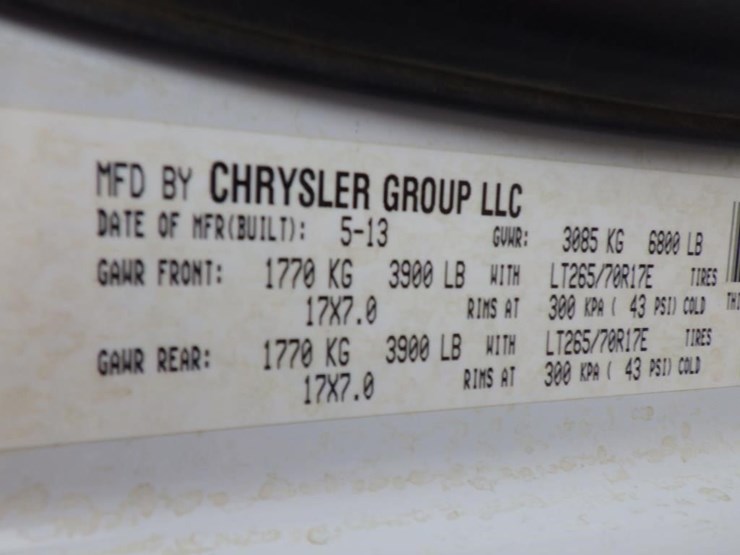 MFD BY CHRYSLER GROUP LLC
DATE OF MFR(BUILT): 5-13 GVWR: 3085 KG 6800 LB
GAWR FRONT: 1770 KG 3900 LB WITH LT265/70R17E TIRES
17X7.0 RIMS AT 300 KPA ( 43 PSI) COLD
GAWR REAR: 1770 KG 3900 LB WITH LT265/70R17E TIRES
17X7.0 RIMS AT 300 KPA ( 43 PSI) COLD